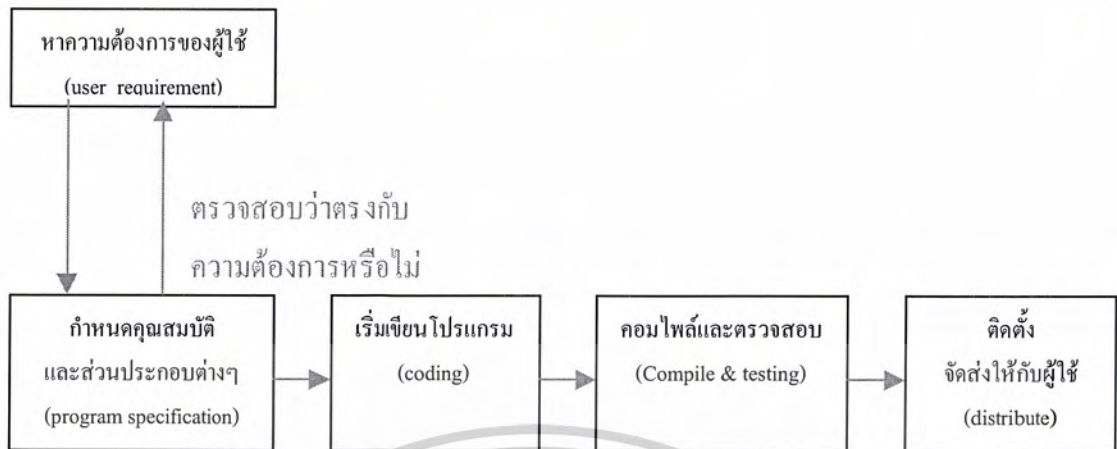 หาความต้องการของผู้ใช้
(user requirement)
ตรวจสอบว่าตรงกับ
ความต้องการหรือไม่
กำหนดคุณสมบัติ
และส่วนประกอบต่างๆ
(program specification)
เริ่มเขียนโปรแกรม
(coding)
คอมไพล์และตรวจสอบ
(Compile & testing)
ติดตั้ง
จัดส่งให้กับผู้ใช้
(distribute)